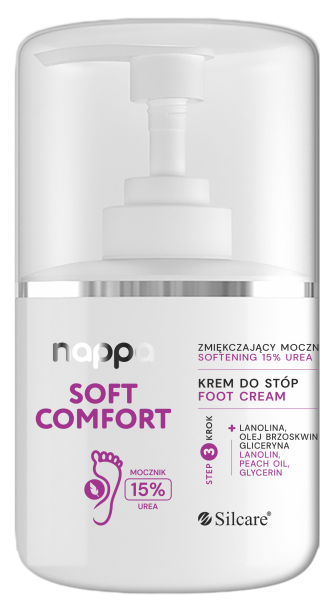 nappa
SOFT
COMFORT
MOCZNIK
15%
UREA
ZMIĘKCZAJĄCY MOCZN
SOFTENING 15% UREA
KREM DO STÓP
FOOT CREAM
STEP 3 KROK
+ LANOLINA,
OLEJ BRZOSKWIN
GLICERYNA
LANOLIN,
PEACH OIL,
GLYCERIN
Silcare®